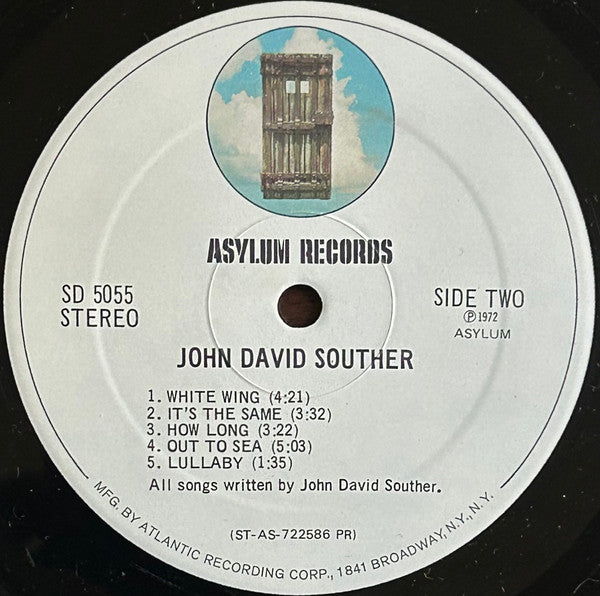 ASYLUM RECORDS
SD 5055
STEREO
SIDE TWO
Ⓟ1972
ASYLUM
JOHN DAVID SOUTHER
1. WHITE WING (4:21)
2. IT'S THE SAME (3:32)
3. HOW LONG (3:22)
4. OUT TO SEA (5:03)
5. LULLABY (1:35)
All songs written by John David Souther.
(ST-AS-722586 PR)
MFG. BY ATLANTIC RECORDING CORP., 1841 BROADWAY, N.Y., N.Y.